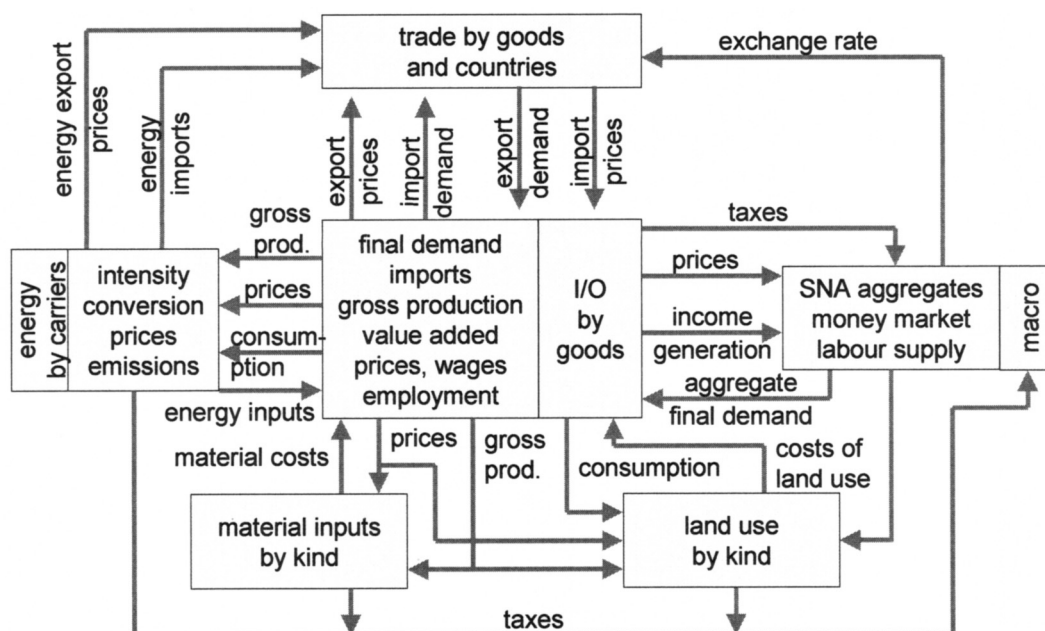 trade by goods
and countries
exchange rate
energy export
prices
energy
imports
export
prices
import
demand
export
demand
import
prices
gross
prod.
prices
consum-
ption
energy inputs
energy
by carriers
intensity
conversion
prices
emissions
final demand
imports
gross production
value added
prices, wages
employment
I/O
by
goods
taxes
prices
income
generation
aggregate
final demand
SNA aggregates
money market
labour supply
macro
material costs
prices
gross
prod.
consumption
costs of
land use
material inputs
by kind
land use
by kind
taxes